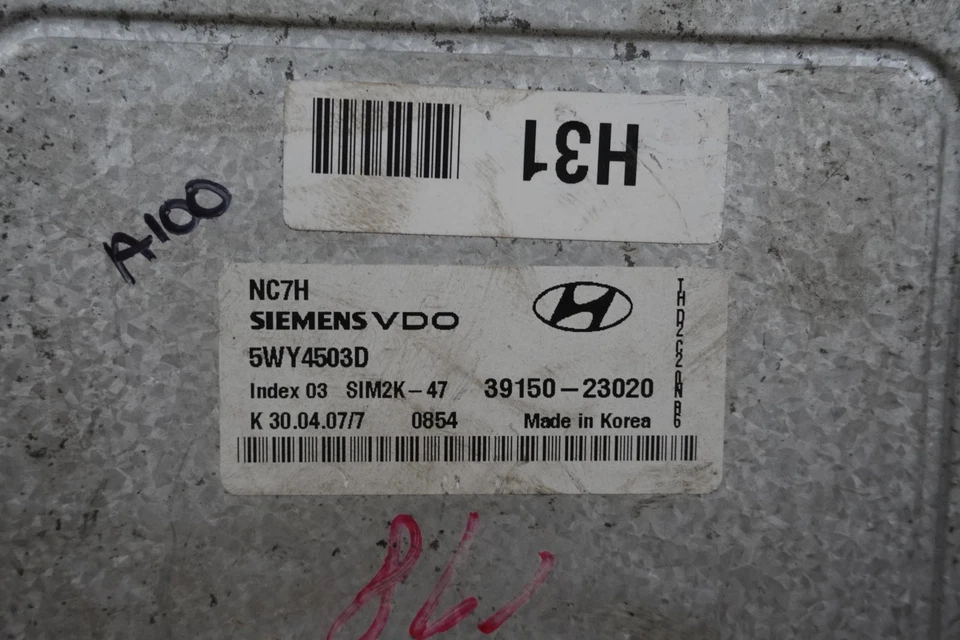 H31
A100
NC7H
SIEMENS VDO
5WY4503D
Index 03 SIM2K-47 39150-23020
K 30.04.07/7 0854 Made in Korea